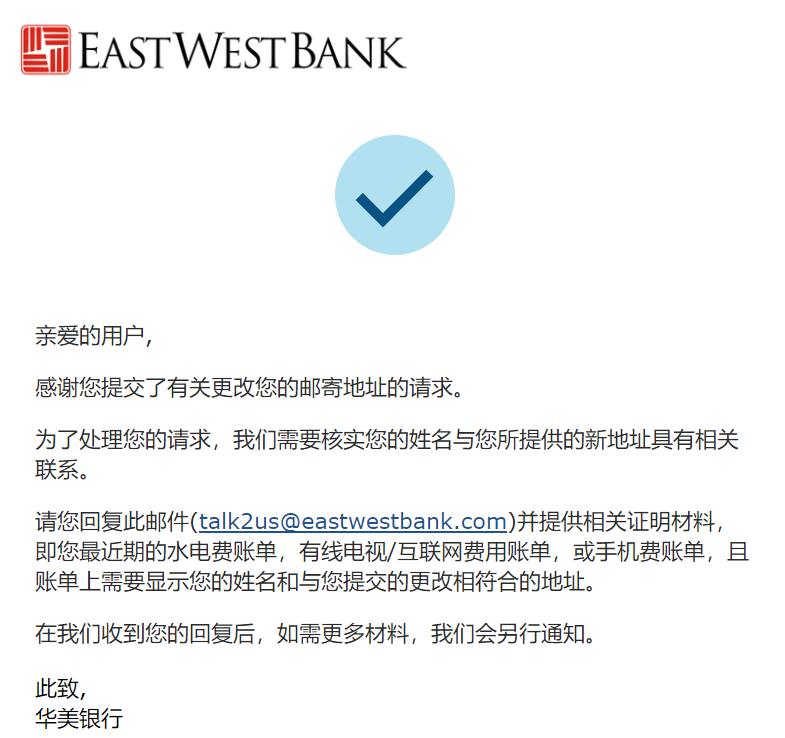 EAST WEST BANK
亲爱的用户,
感谢您提交了有关更改您的邮寄地址的请求。
为了处理您的请求，我们需要核实您的姓名与您所提供的新地址具有相关
联系。
请您回复此邮件(talk2us@eastwestbank.com)并提供相关证明材料，
即您最近期的水电费账单，有线电视/互联网费用账单，或手机费账单，且
账单上需要显示您的姓名和与您提交的更改相符合的地址。
在我们收到您的回复后，如需更多材料，我们会另行通知。
此致,
华美银行